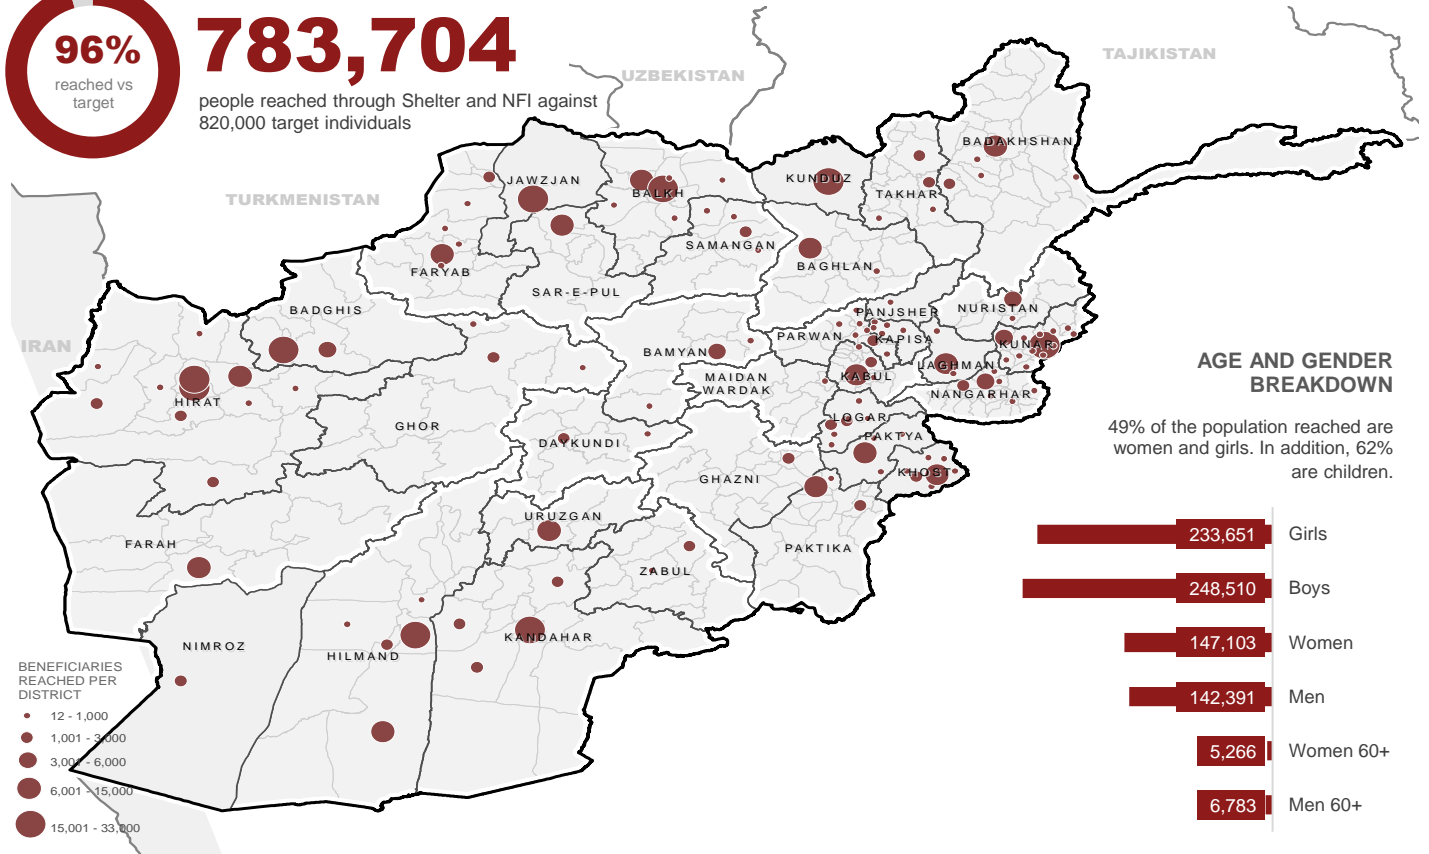 96%
reached vs
target
783,704
people reached through Shelter and NFI against
820,000 target individuals
UZBEKISTAN
TAJIKISTAN
TURKMENISTAN
IRAN
BADAKHSHAN
KUNDUZ
TAKHAR
JAWZJAN
BALKH
SAMANGAN
BAGHLAN
FARYAB
SAR-E-PUL
BADGHIS
PANJSHER
NURISTAN
PARWAN
KAPISA
KUNAR
BAMYAN
LAGHMAN
KABUL
MAIDAN
WARDAK
NANGARHAR
HIRAT
GHOR
DAYKUNDI
LOGAR
PAKTYA
GHAZNI
KHOST
URUZGAN
FARAH
PAKTIKA
ZABUL
NIMROZ
HILMAND
KANDAHAR
BENEFICIARIES
REACHED PER
DISTRICT
12 - 1,000
1,001 - 3,000
3,001 - 6,000
6,001 - 15,000
15,001 - 33,000
AGE AND GENDER
BREAKDOWN
49% of the population reached are
women and girls. In addition, 62%
are children.
233,651 Girls
248,510 Boys
147,103 Women
142,391 Men
5,266 Women 60+
6,783 Men 60+